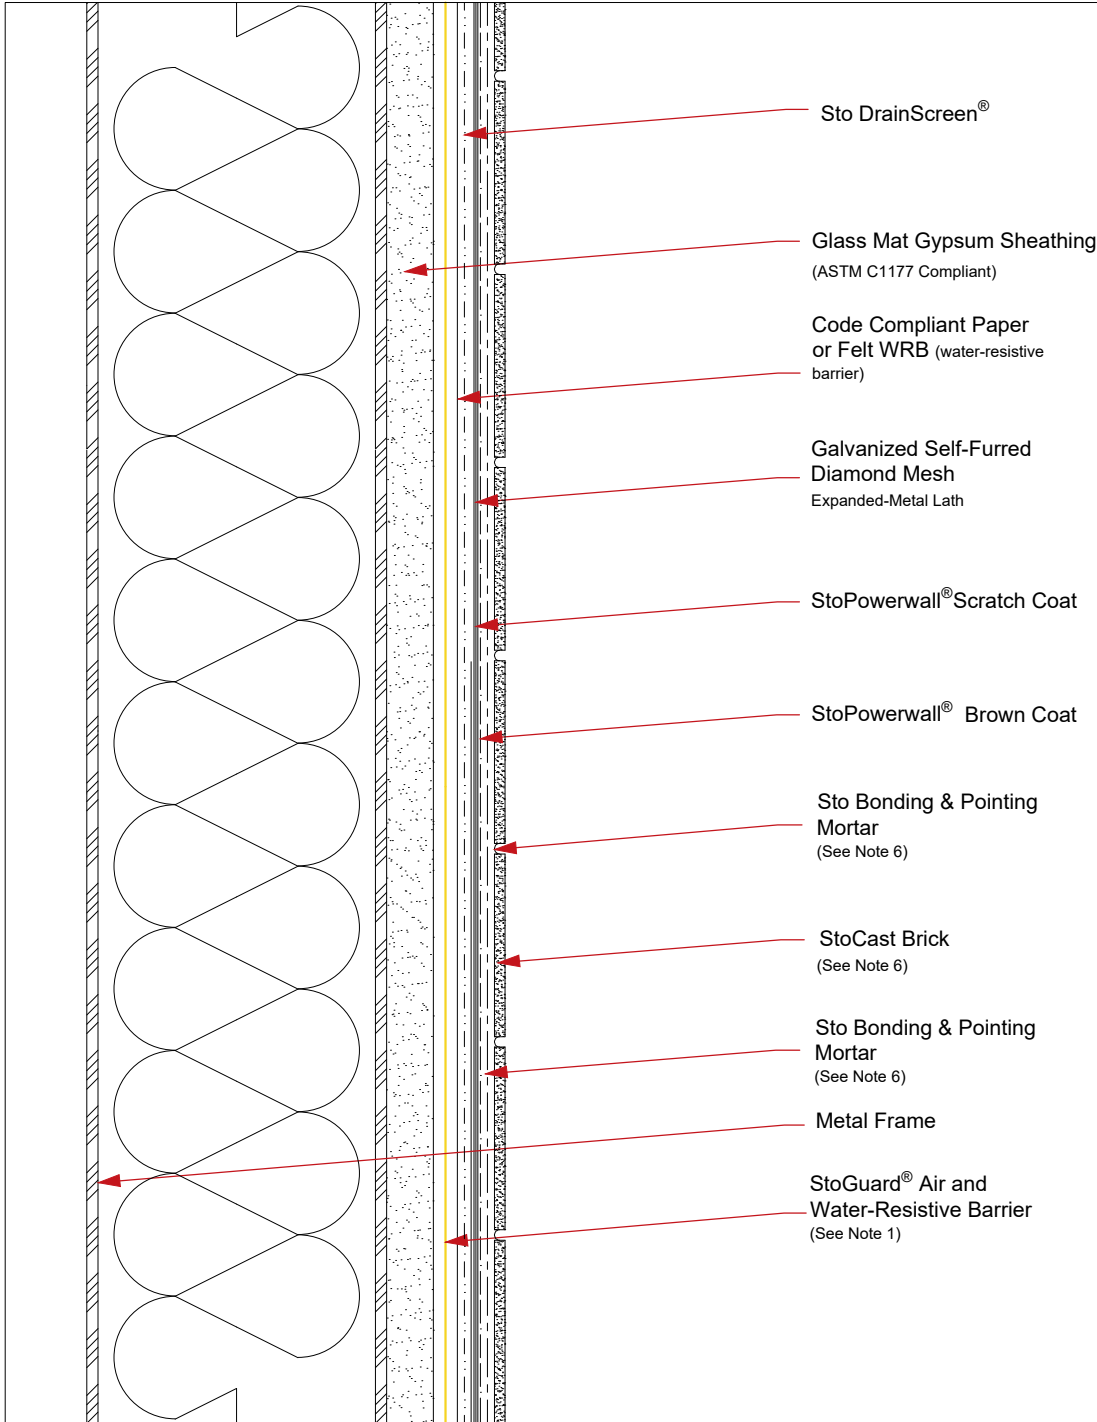 Sto DrainScreen®
Glass Mat Gypsum Sheathing
(ASTM C1177 Compliant)
Code Compliant Paper
or Felt WRB (water-resistive
barrier)
Galvanized Self-Furred
Diamond Mesh
Expanded-Metal Lath
StoPowerwall® Scratch Coat
StoPowerwall® Brown Coat
Sto Bonding & Pointing
Mortar
(See Note 6)
StoCast Brick
(See Note 6)
Sto Bonding & Pointing
Mortar
(See Note 6)
Metal Frame
StoGuard® Air and
Water-Resistive Barrier
(See Note 1)